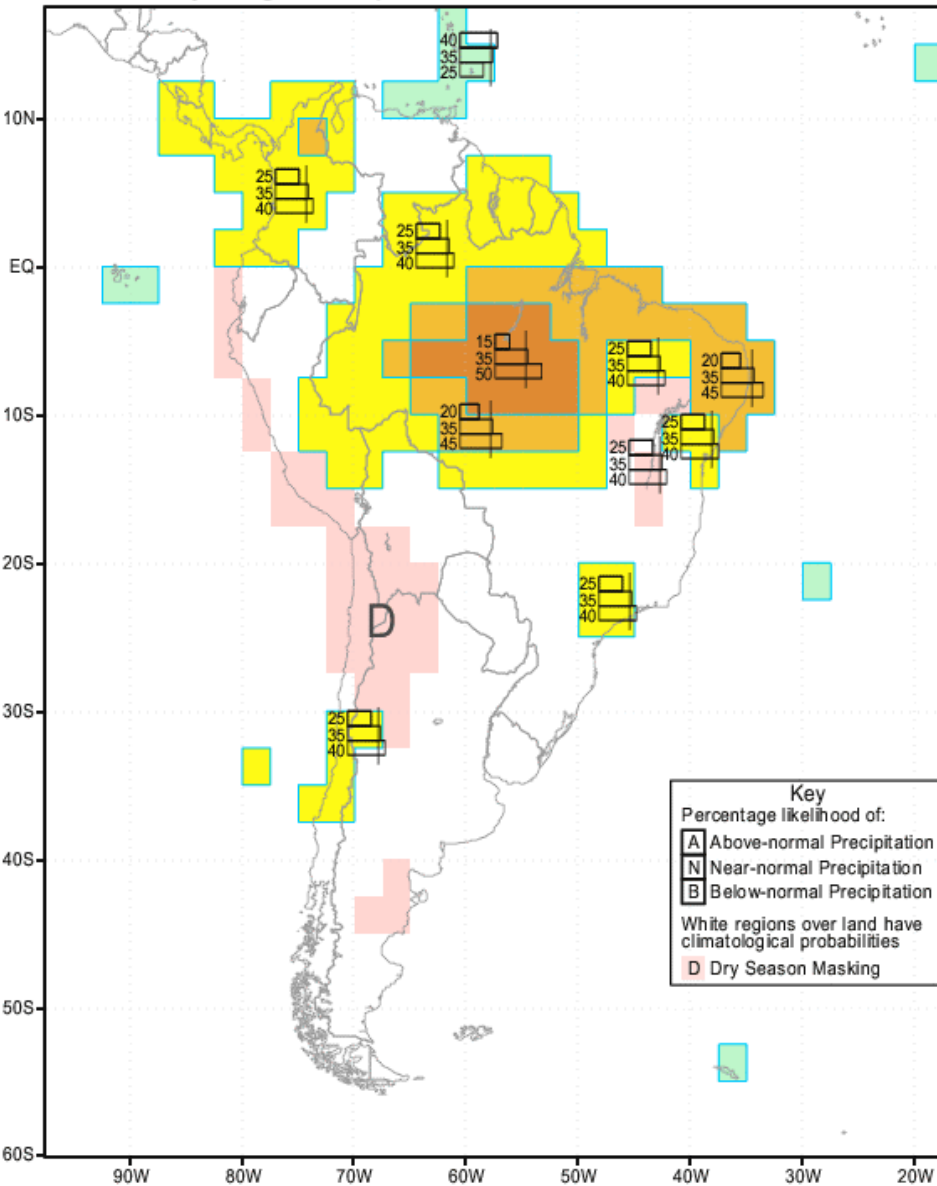 40
35
25
10N
25
35
40
25
35
40
EQ
15
35
50
25
35
40
20
35
45
10S
20
35
45
25
35
40
25
35
40
20S
25
35
40
D
30S
25
35
40
Key
Percentage likelihood of:
A Above-normal Precipitation
N Near-normal Precipitation
B Below-normal Precipitation
White regions over land have
climatological probabilities
D Dry Season Masking
40S
50S
60S
90W 80W 70W 60W 50W 40W 30W 20W